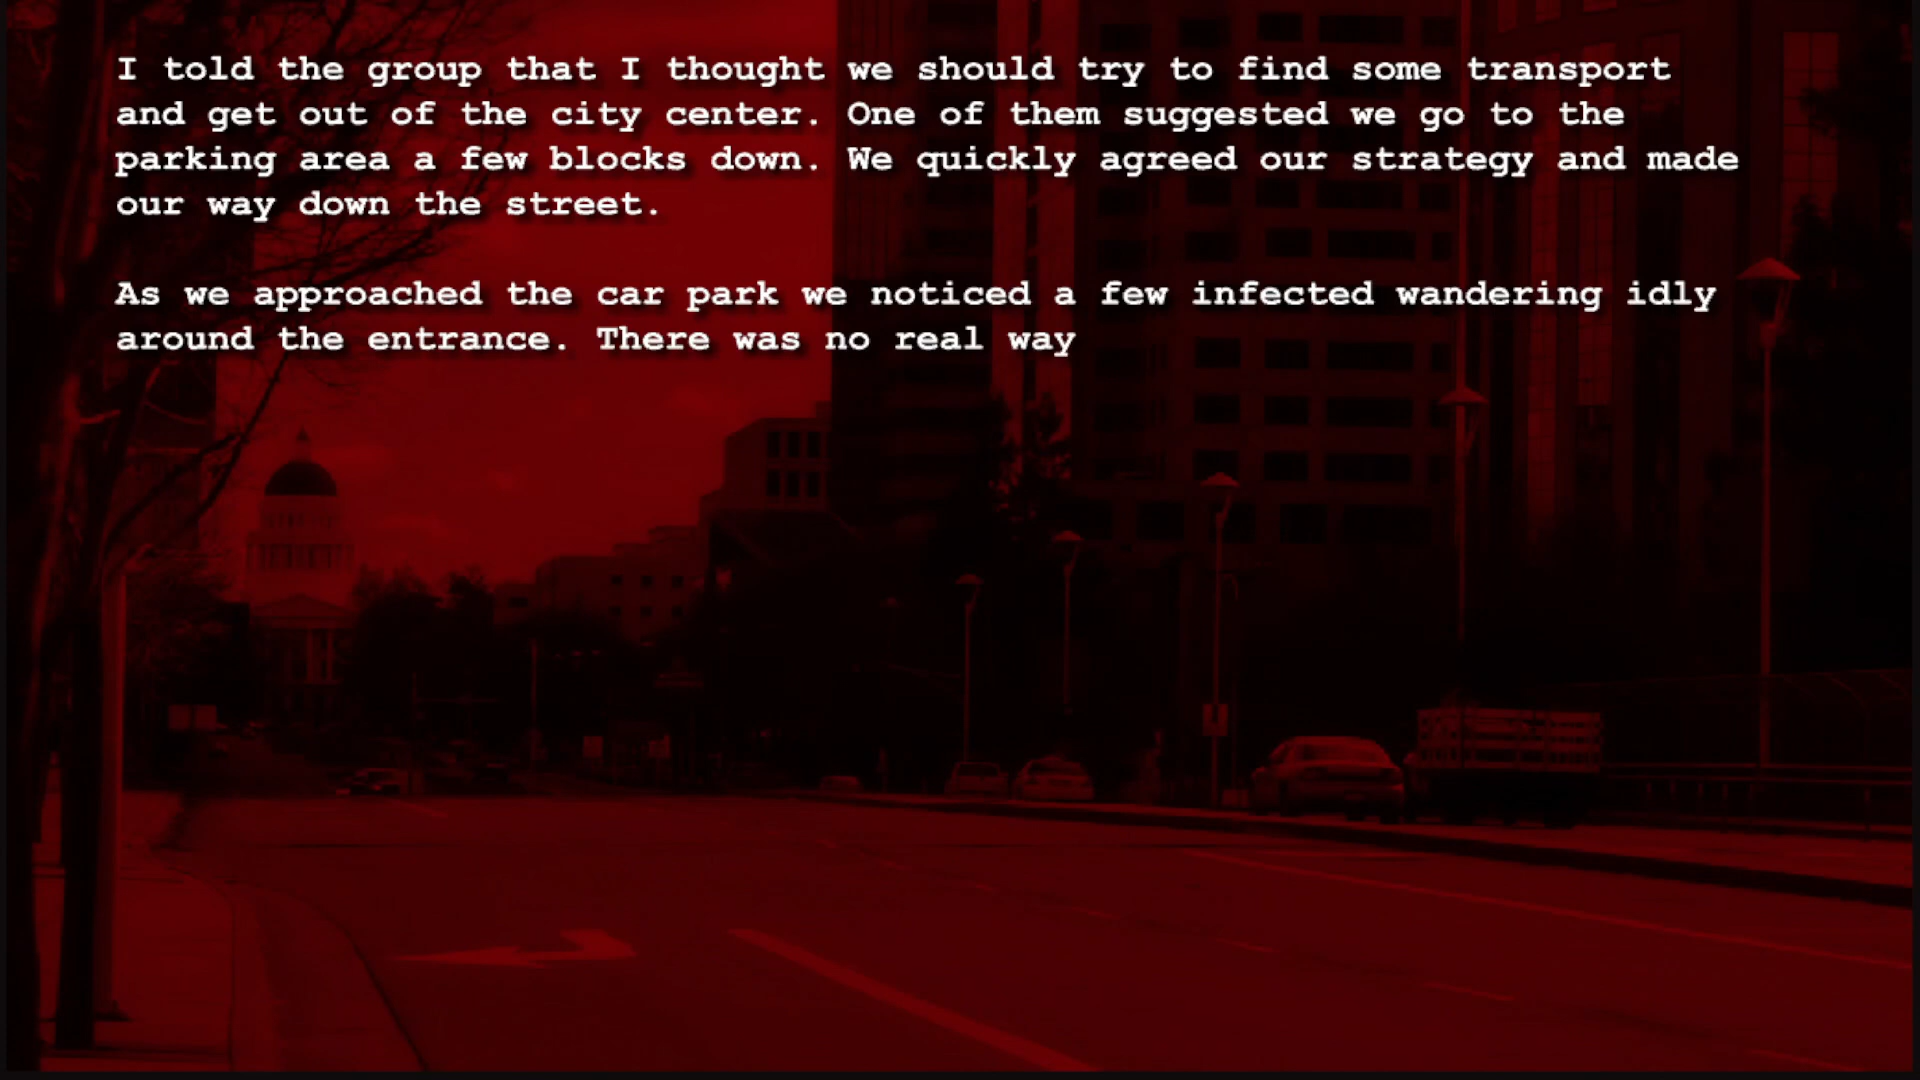 I told the group that I thought we should try to find some transport
and get out of the city center. One of them suggested we go to the
parking area a few blocks down. We quickly agreed our strategy and made
our way down the street.
As we approached the car park we noticed a few infected wandering idly
around the entrance. There was no real way